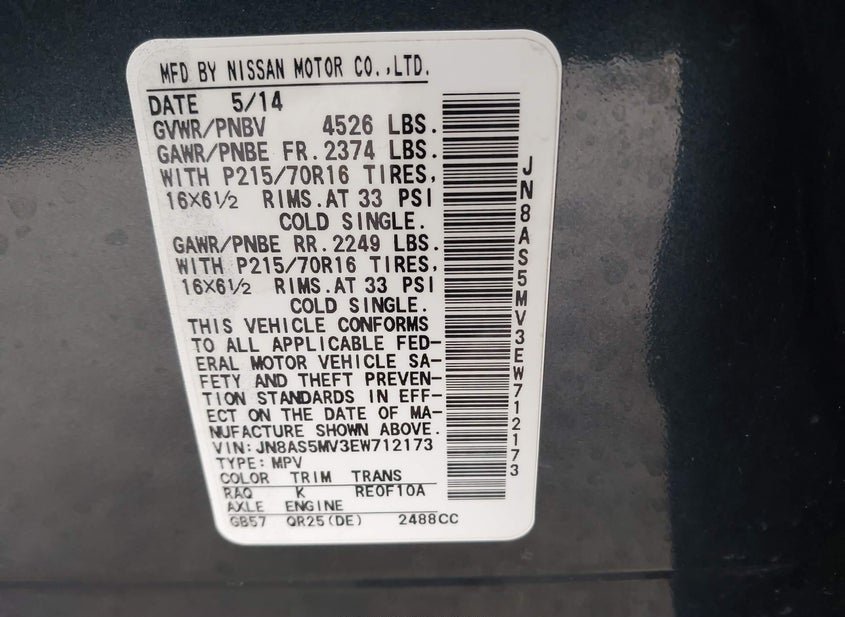 MFD BY NISSAN MOTOR CO.,LTD.
DATE 5/14
GVWR/PNBV 4526 LBS.
GAWR/PNBE FR. 2374 LBS.
WITH P215/70R16 TIRES,
16×6½ RIMS.AT 33 PSI
COLD SINGLE.
GAWR/PNBE RR. 2249 LBS.
WITH P215/70R16 TIRES,
16×6½ RIMS.AT 33 PSI
COLD SINGLE.
THIS VEHICLE CONFORMS
TO ALL APPLICABLE FED-
ERAL MOTOR VEHICLE SA-
FETY AND THEFT PREVEN-
TION STANDARDS IN EFF-
ECT ON THE DATE OF MA-
NUFACTURE SHOWN ABOVE.
VIN: JN8AS5MV3EW712173
TYPE: MPV
COLOR TRIM TRANS
RAQ K RE0F10A
AXLE ENGINE
GB57 QR25(DE) 2488CC
JN8AS5MV3EW712173